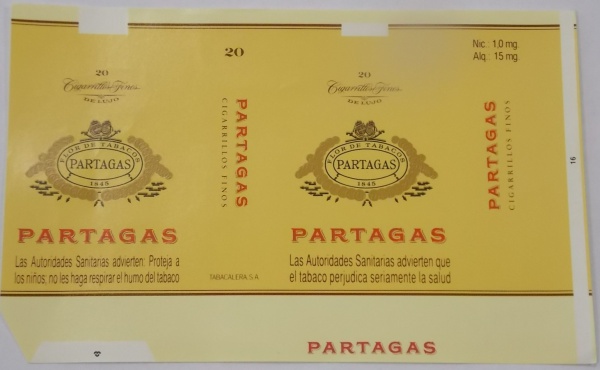 20
Cigarrillos Finos
DE LUJO
FLOR DE TABACOS
PARTAGAS
1845
PARTAGAS
Las Autoridades Sanitarias advierten: Proteja a
los niños; no les haga respirar el humo del tabaco
20
PARTAGAS
CIGARRILLOS FINOS
TABACALERA, S.A.
20
Cigarrillos Finos
DE LUJO
FLOR DE TABACOS
PARTAGAS
1845
PARTAGAS
Las Autoridades Sanitarias advierten que
el tabaco perjudica seriamente la salud
Nic.: 1,0 mg.
Alq.: 15 mg.
PARTAGAS
CIGARRILLOS FINOS
16
PARTAGAS